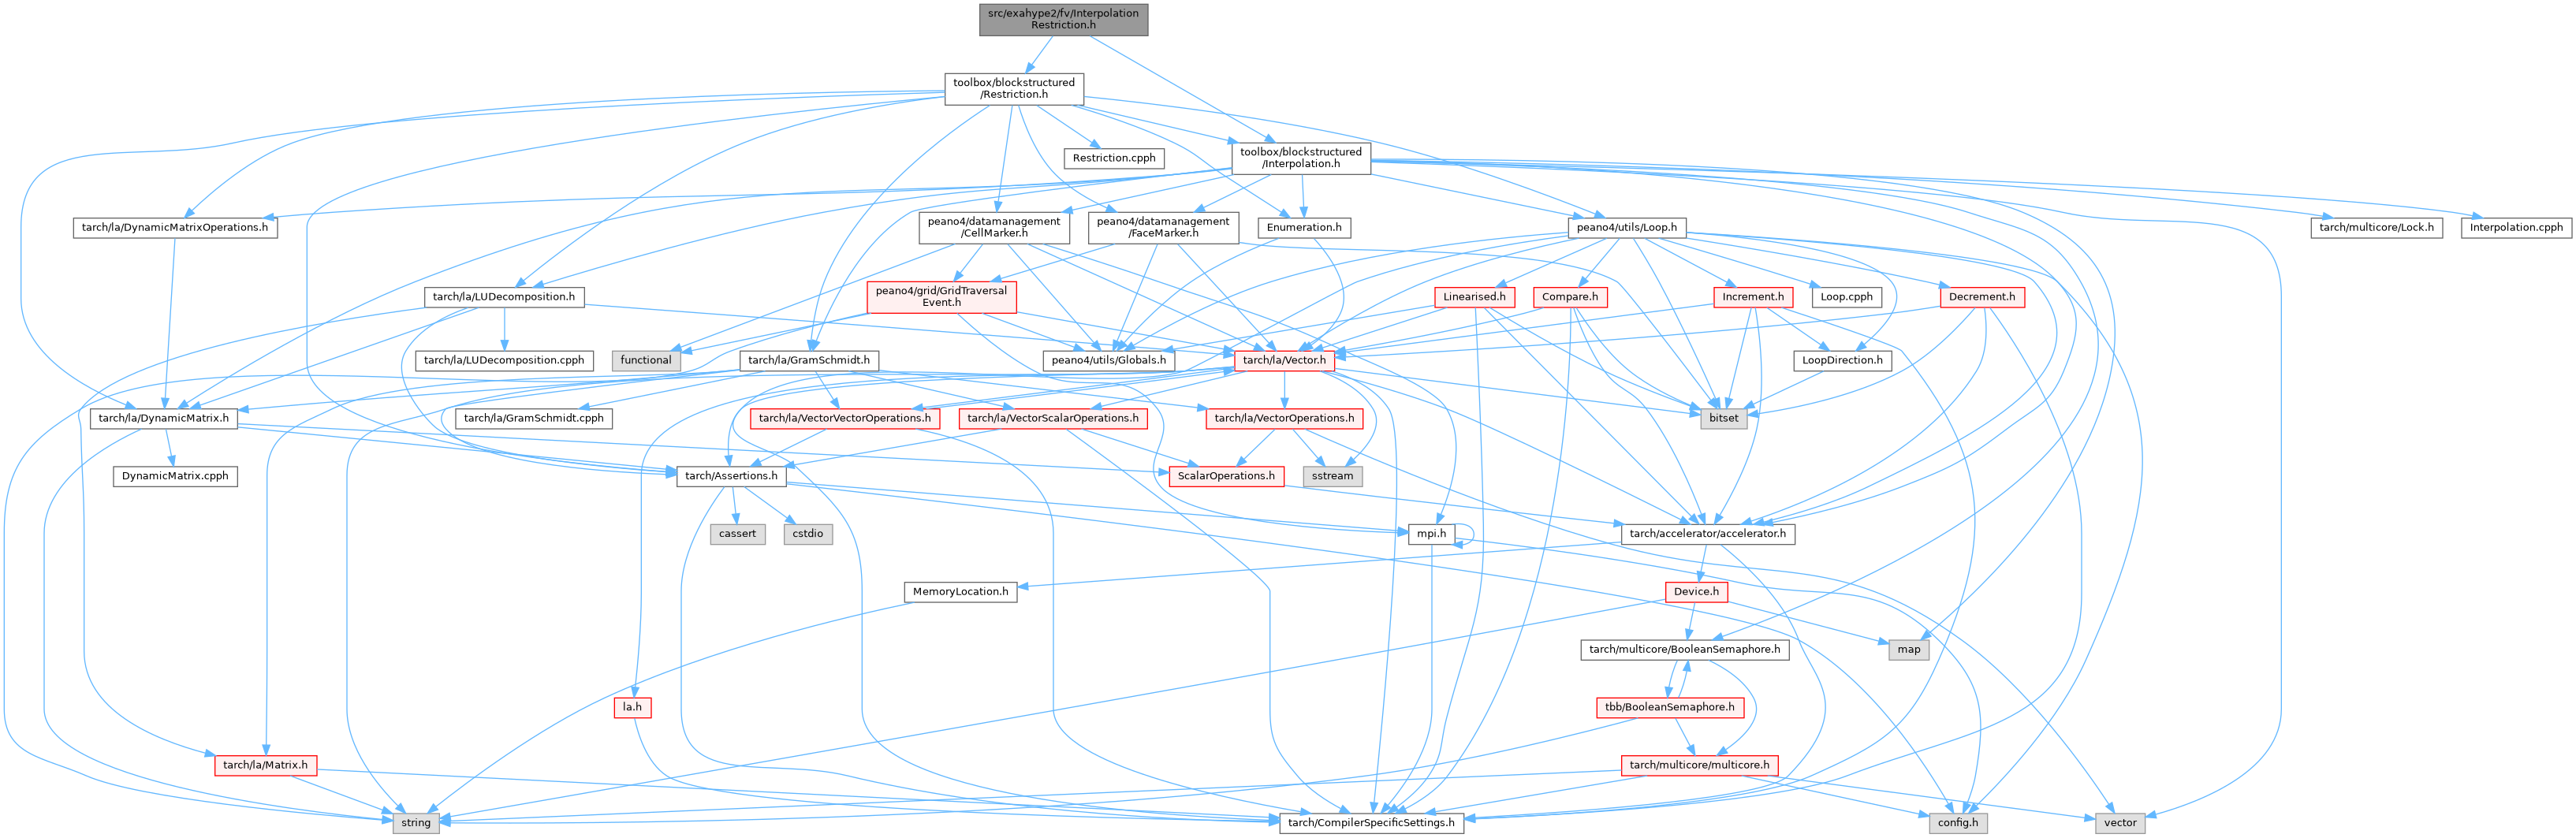 src/exahype2/fv/Interpolation
Restriction.h
toolbox/blockstructured
/Restriction.h
Restriction.cpph
toolbox/blockstructured
/Interpolation.h
tarch/la/DynamicMatrixOperations.h
peano4/datamanagement
/CellMarker.h
peano4/datamanagement
/FaceMarker.h
Enumeration.h
peano4/utils/Loop.h
tarch/multicore/Lock.h
Interpolation.cpph
tarch/la/LUDecomposition.h
peano4/grid/GridTraversal
Event.h
Linearised.h
Compare.h
Increment.h
Loop.cpph
Decrement.h
tarch/la/LUDecomposition.cpph
functional
tarch/la/GramSchmidt.h
peano4/utils/Globals.h
tarch/la/Vector.h
LoopDirection.h
tarch/la/DynamicMatrix.h
tarch/la/GramSchmidt.cpph
tarch/la/VectorVectorOperations.h
tarch/la/VectorScalarOperations.h
tarch/la/VectorOperations.h
bitset
DynamicMatrix.cpph
tarch/Assertions.h
ScalarOperations.h
sstream
cassert
cstdio
mpi.h
tarch/accelerator/accelerator.h
MemoryLocation.h
Device.h
tarch/multicore/BooleanSemaphore.h
map
la.h
tbb/BooleanSemaphore.h
tarch/la/Matrix.h
tarch/multicore/multicore.h
string
tarch/CompilerSpecificSettings.h
config.h
vector